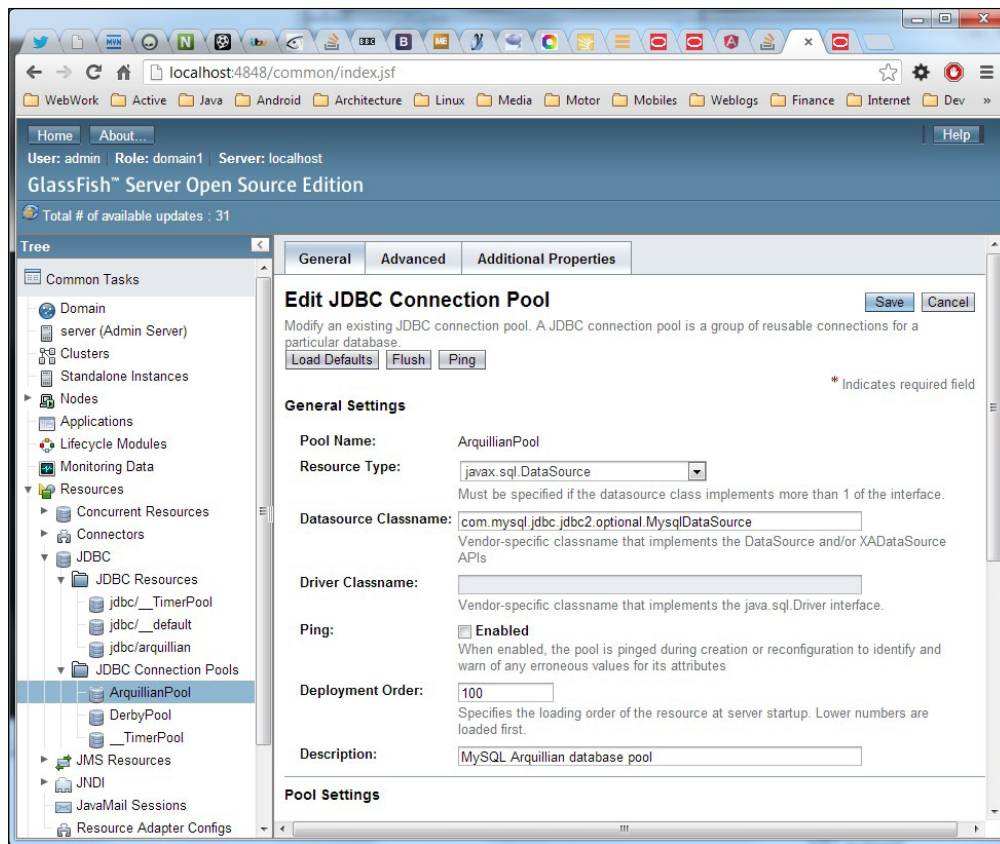 MVN
N
itv
BBC
B
ME
localhost:4848/common/index.jsf
WebWork Active Java Android Architecture Linux Media Motor Mobiles Weblogs Finance Internet Dev »
Home About... Help
User: admin Role: domain1 Server: localhost
GlassFish™ Server Open Source Edition
Total # of available updates : 31
Tree
Common Tasks
Domain
server (Admin Server)
Clusters
Standalone Instances
Nodes
Applications
Lifecycle Modules
Monitoring Data
Resources
Concurrent Resources
Connectors
JDBC
JDBC Resources
jdbc/__TimerPool
jdbc/__default
jdbc/arquillian
JDBC Connection Pools
ArquillianPool
DerbyPool
__TimerPool
JMS Resources
JNDI
JavaMail Sessions
Resource Adapter Configs
General Advanced Additional Properties
Edit JDBC Connection Pool
Save Cancel
Modify an existing JDBC connection pool. A JDBC connection pool is a group of reusable connections for a
particular database.
Load Defaults Flush Ping
* Indicates required field
General Settings
Pool Name: ArquillianPool
Resource Type: javax.sql.DataSource
Must be specified if the datasource class implements more than 1 of the interface.
Datasource Classname: com.mysql.jdbc.jdbc2.optional.MysqlDataSource
Vendor-specific classname that implements the DataSource and/or XADataSource
APIs
Driver Classname:
Vendor-specific classname that implements the java.sql.Driver interface.
Ping: Enabled
When enabled, the pool is pinged during creation or reconfiguration to identify and
warn of any erroneous values for its attributes
Deployment Order: 100
Specifies the loading order of the resource at server startup. Lower numbers are
loaded first.
Description: MySQL Arquillian database pool
Pool Settings